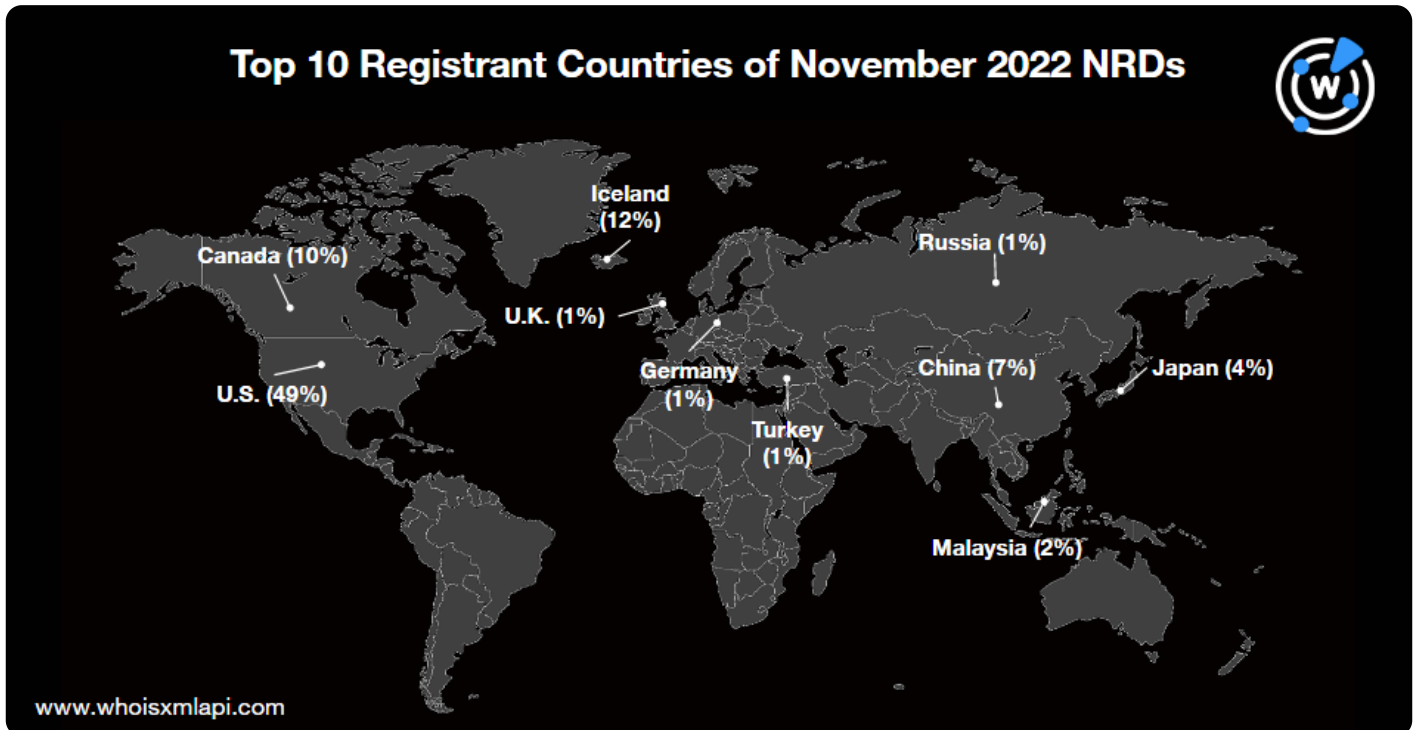 Top 10 Registrant Countries of November 2022 NRDs
W
Iceland
(12%)
Canada (10%)
Russia (1%)
U.K. (1%)
Germany
(1%)
China (7%)
Japan (4%)
U.S. (49%)
Turkey
(1%)
Malaysia (2%)
www.whoisxmlapi.com